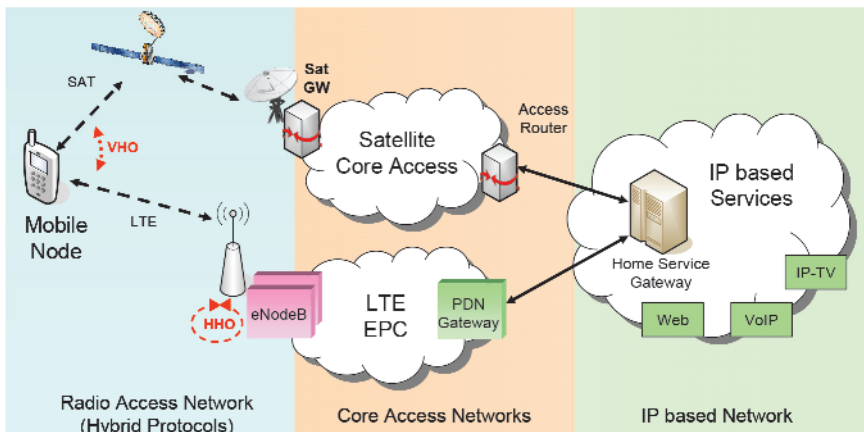 SAT
VHO
Mobile
Node
LTE
HHO
eNodeB
Radio Access Network
(Hybrid Protocols)
Sat
GW
Satellite
Core Access
Access
Router
LTE
EPC
PDN
Gateway
Core Access Networks
IP based
Services
Home Service
Gateway
IP-TV
Web
VoIP
IP based Network